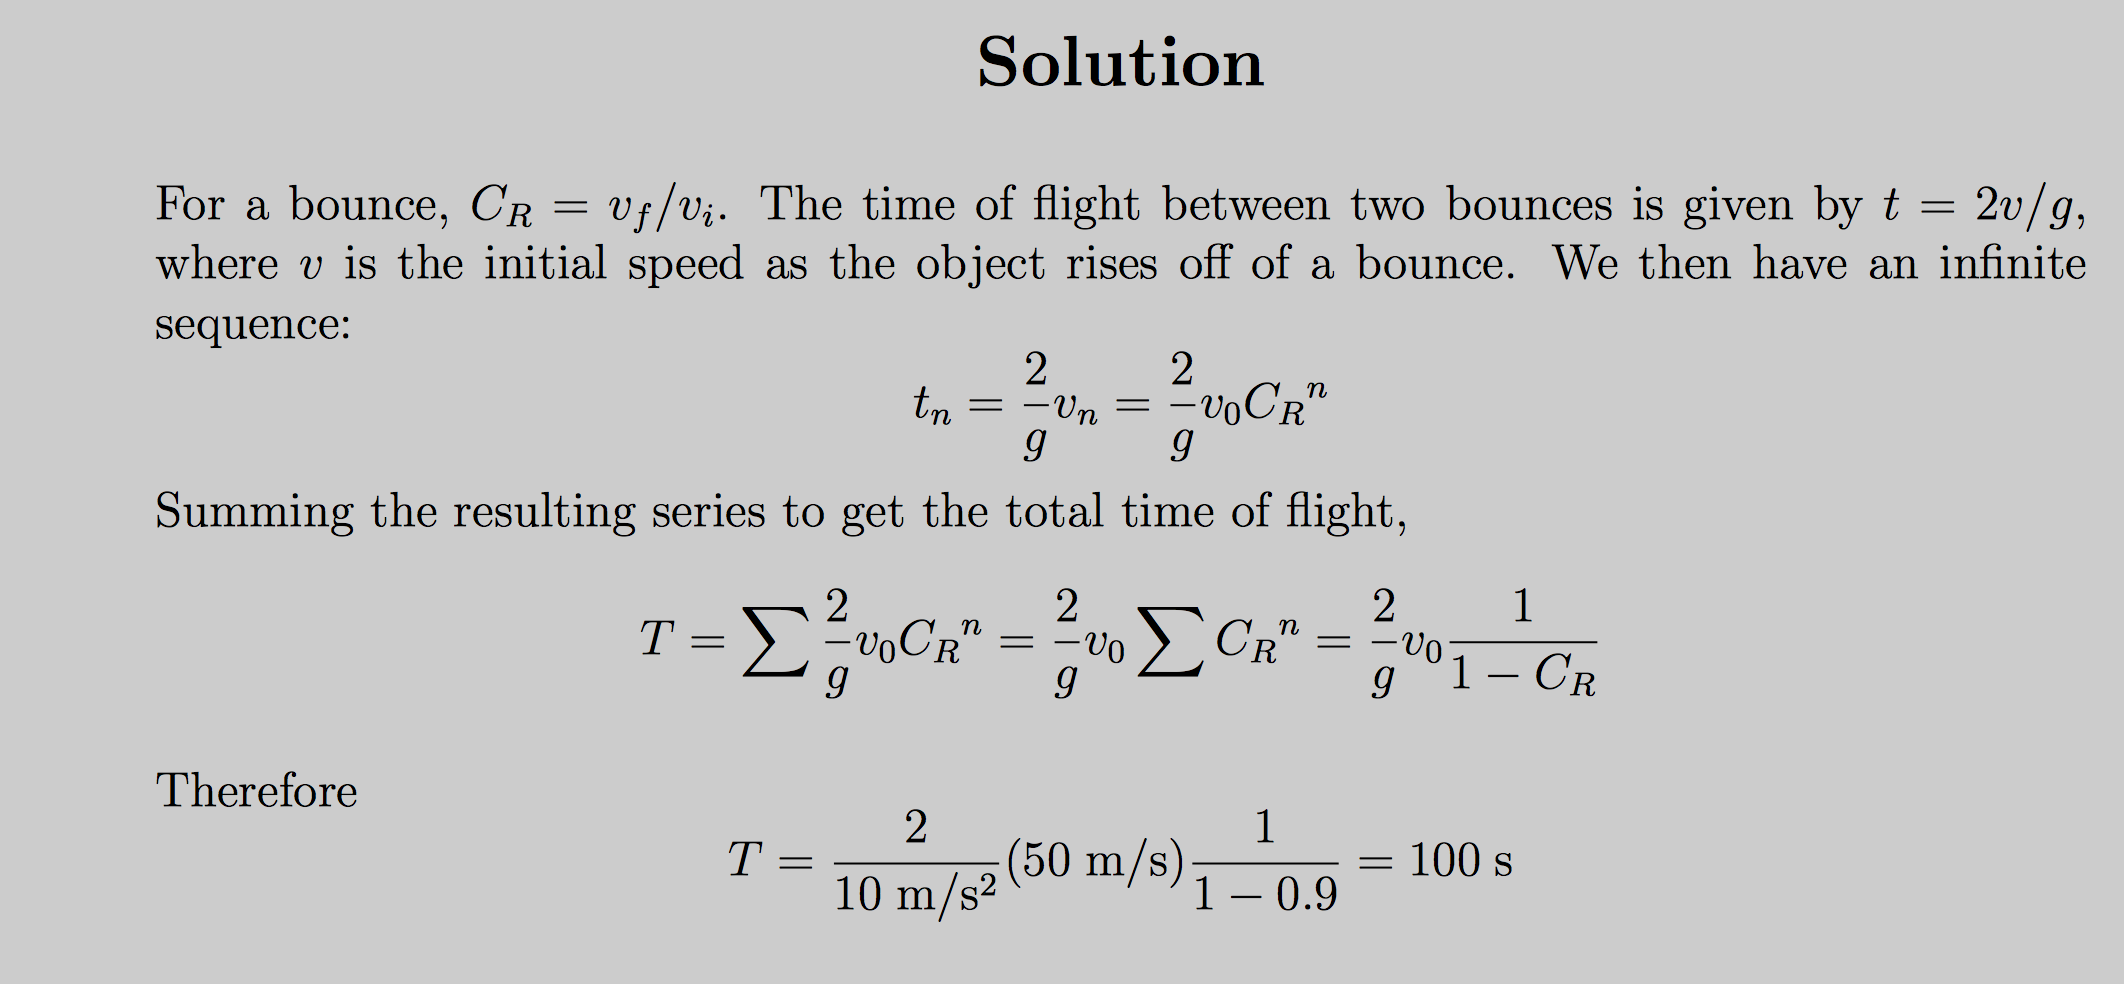 Solution
For a bounce, $C_R = v_f/v_i$. The time of flight between two bounces is given by $t = 2v/g$,
where $v$ is the initial speed as the object rises off of a bounce. We then have an infinite
sequence:
$t_n = \frac{2}{g}v_n = \frac{2}{g}v_0 {C_R}^n$
Summing the resulting series to get the total time of flight,
$T = \sum \frac{2}{g}v_0 {C_R}^n = \frac{2}{g}v_0 \sum {C_R}^n = \frac{2}{g}v_0 \frac{1}{1 - C_R}$
Therefore
$T = \frac{2}{10 \text{ m/s}^2}(50 \text{ m/s})\frac{1}{1 - 0.9} = 100 \text{ s}$